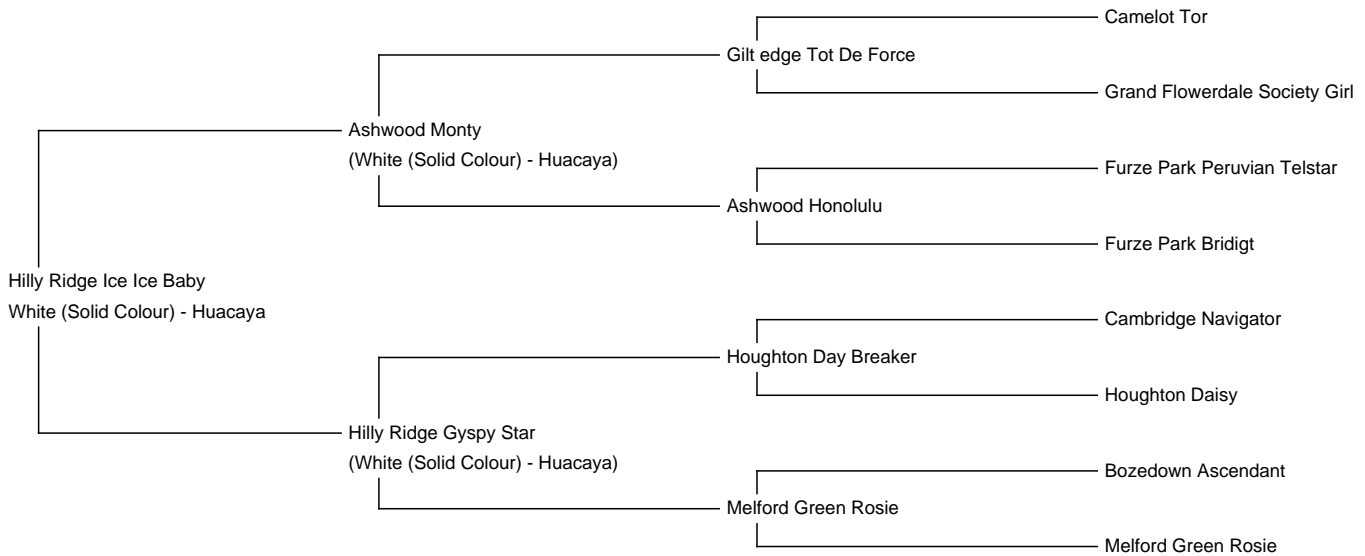 Camelot Tor
Gilt edge Tot De Force
Grand Flowerdale Society Girl
Ashwood Monty
(White (Solid Colour) - Huacaya)
Furze Park Peruvian Telstar
Ashwood Honolulu
Furze Park Bridigt
Hilly Ridge Ice Ice Baby
White (Solid Colour) - Huacaya
Cambridge Navigator
Houghton Day Breaker
Houghton Daisy
Hilly Ridge Gyspy Star
(White (Solid Colour) - Huacaya)
Bozedown Ascendant
Melford Green Rosie
Melford Green Rosie